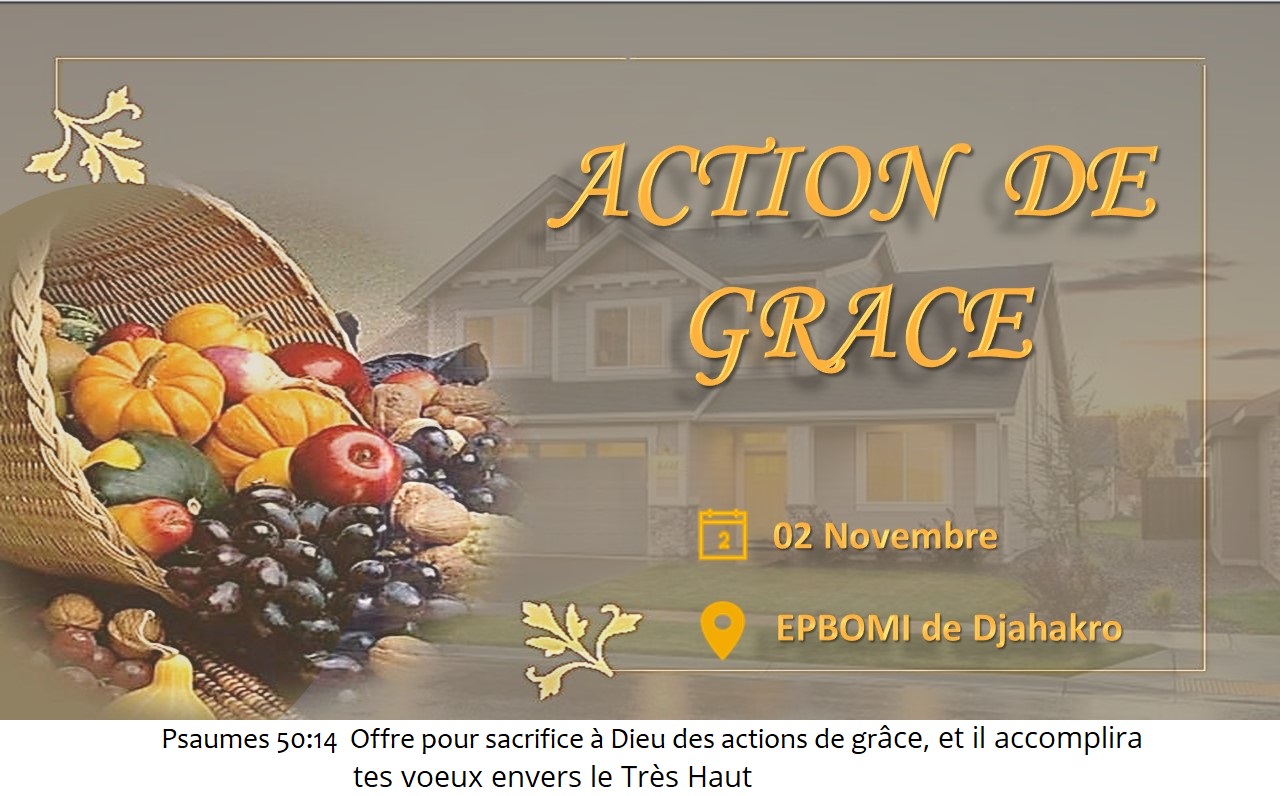 ACTION DE
GRACE
2
02 Novembre
EPBOMI de Djahakro
Psaumes 50:14 Offre pour sacrifice à Dieu des actions de grâce, et il accomplira
tes voeux envers le Très Haut